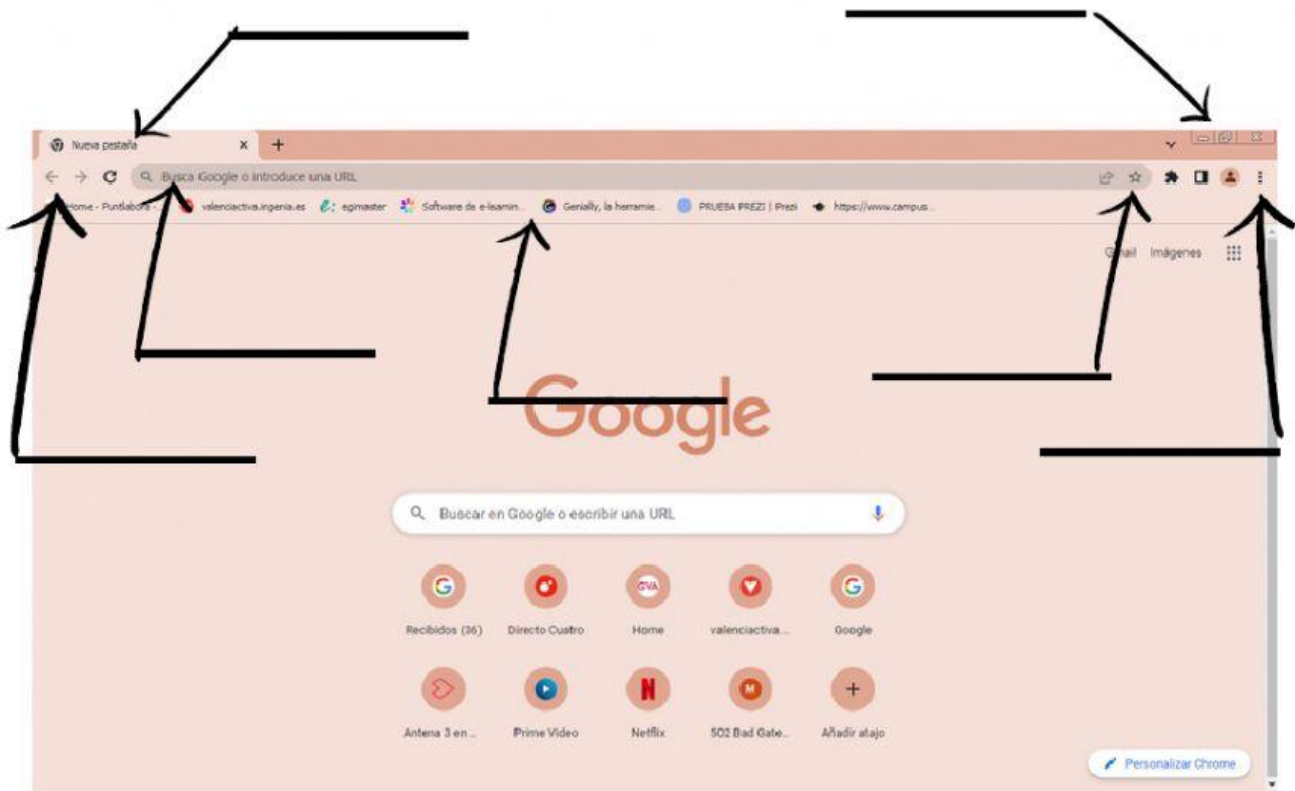 Nueva pestaña
Busca Google o introduce una URL
Home - Puntlabora -
valenciactiva.ingenia.es
egimaster
Software de e-learnin...
Genially, la herramie...
PRUEBA PREZI | Prezi
https://www.campus...
Gmail Imágenes
Google
Buscar en Google o escribir una URL
Recibidos (36) Directo Cuatro Home valenciactiva... Google
Antena 3 en ... Prime Video Netflix 502 Bad Gate... Añadir atajo
Personalizar Chrome